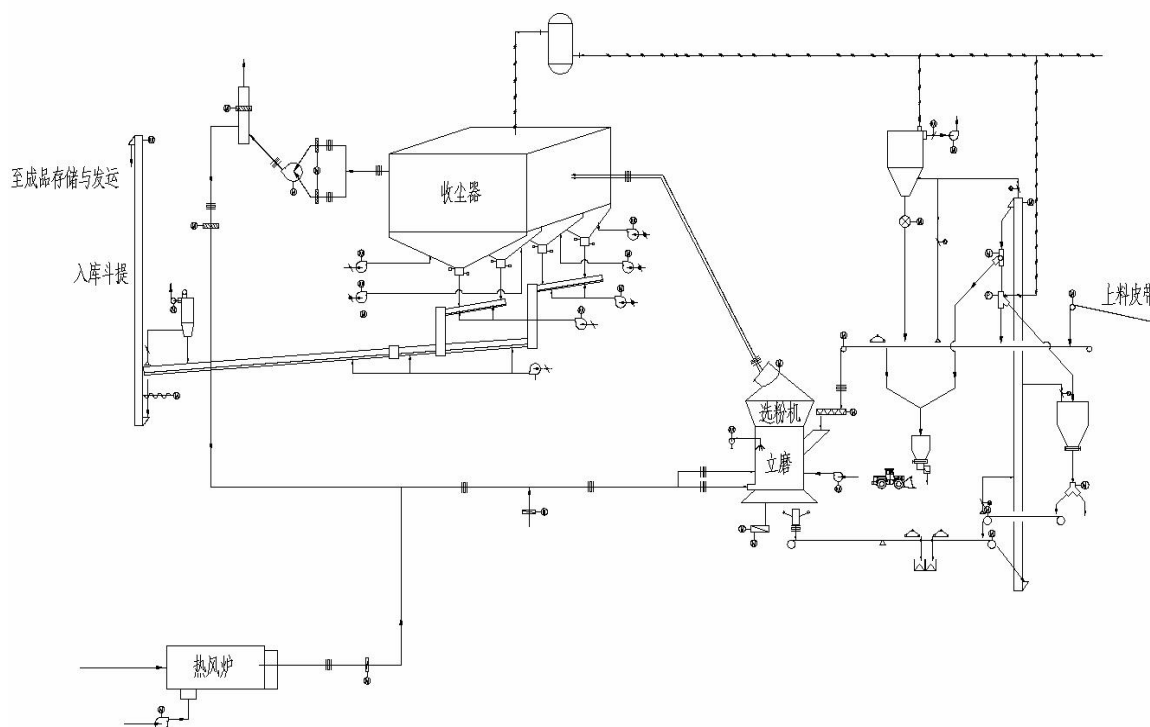 收尘器
至成品存储与发运
入库斗提
上料皮带
选粉机
立磨
热风炉